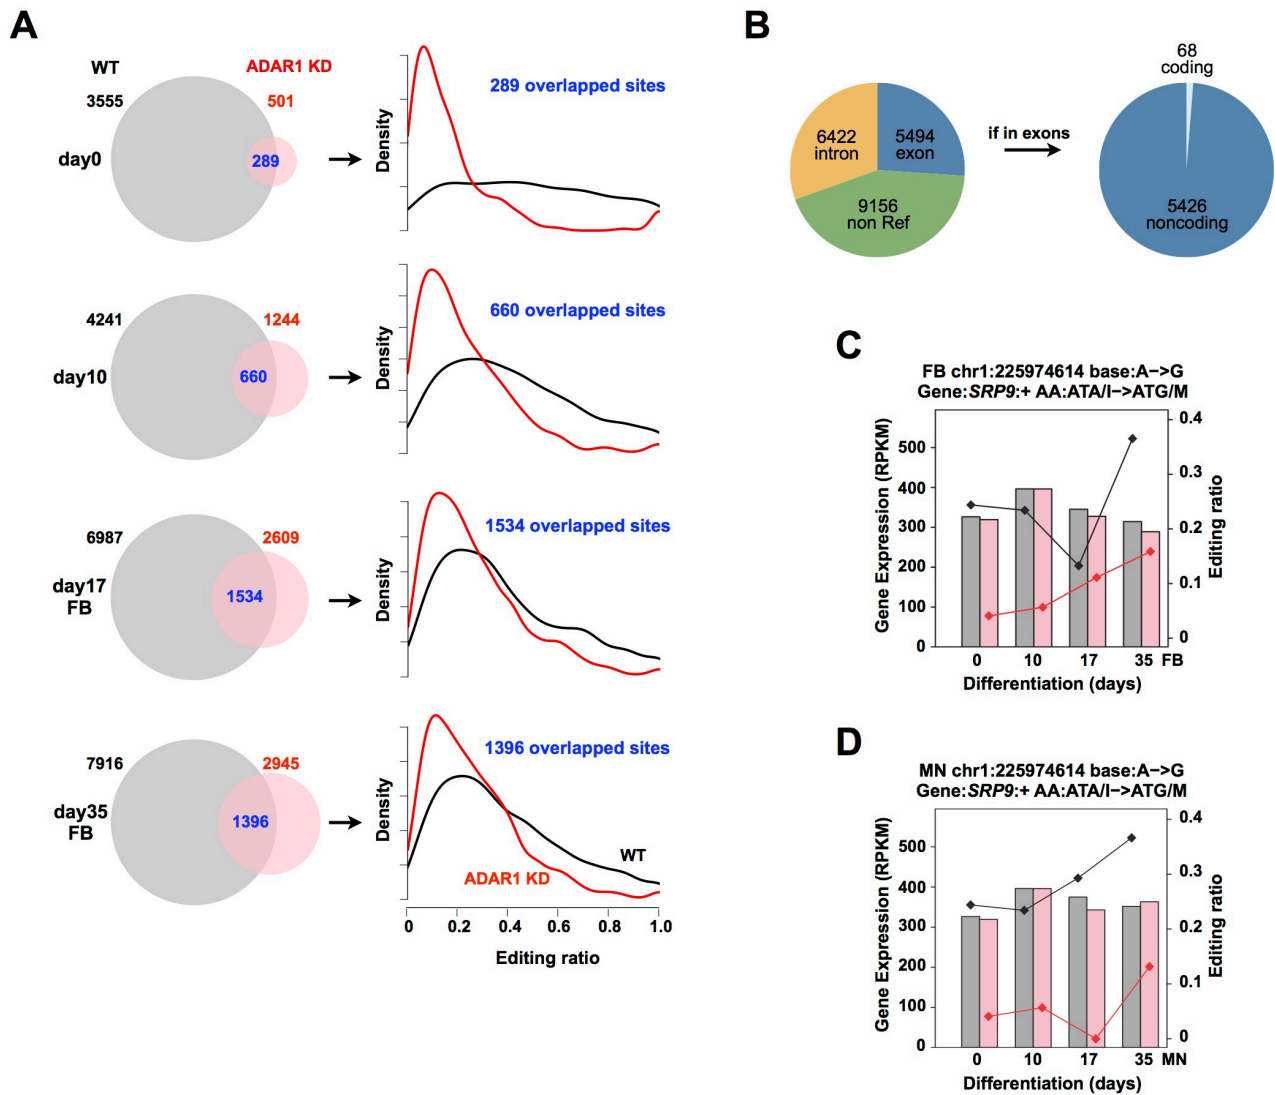 A
WT
ADAR1 KD
3555
501
day0
289
Density
289 overlapped sites
4241
1244
day10
660
Density
660 overlapped sites
6987
2609
day17
FB
1534
Density
1534 overlapped sites
7916
2945
day35
FB
1396
Density
1396 overlapped sites
WT
ADAR1 KD
0 0.2 0.4 0.6 0.8 1.0
Editing ratio
B
6422
intron
5494
exon
9156
non Ref
if in exons
68
coding
5426
noncoding
C
FB chr1:225974614 base:A−>G
Gene:SRP9:+ AA:ATA/I−>ATG/M
Gene Expression (RPKM)
500
400
300
200
100
0
0.4
0.3
0.2
0.1
0
Editing ratio
0 10 17 35 FB
Differentiation (days)
D
MN chr1:225974614 base:A−>G
Gene:SRP9:+ AA:ATA/I−>ATG/M
Gene Expression (RPKM)
500
400
300
200
100
0
0.4
0.3
0.2
0.1
0
Editing ratio
0 10 17 35 MN
Differentiation (days)